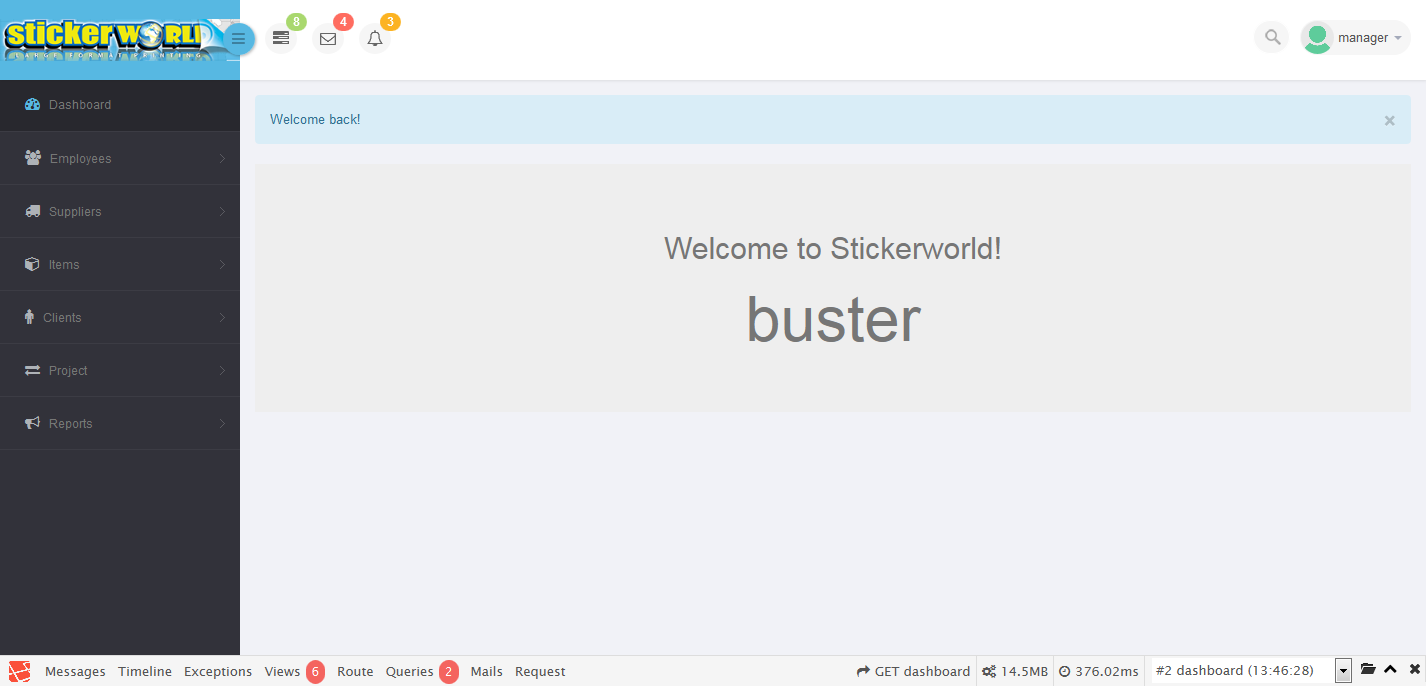 stickerworld
LARGE FORMAT PRINTING
8
4
3
manager
Dashboard
Employees
Suppliers
Items
Clients
Project
Reports
Welcome back!
×
Welcome to Stickerworld!
buster
Messages Timeline Exceptions Views 6 Route Queries 2 Mails Request GET dashboard 14.5MB 376.02ms #2 dashboard (13:46:28)